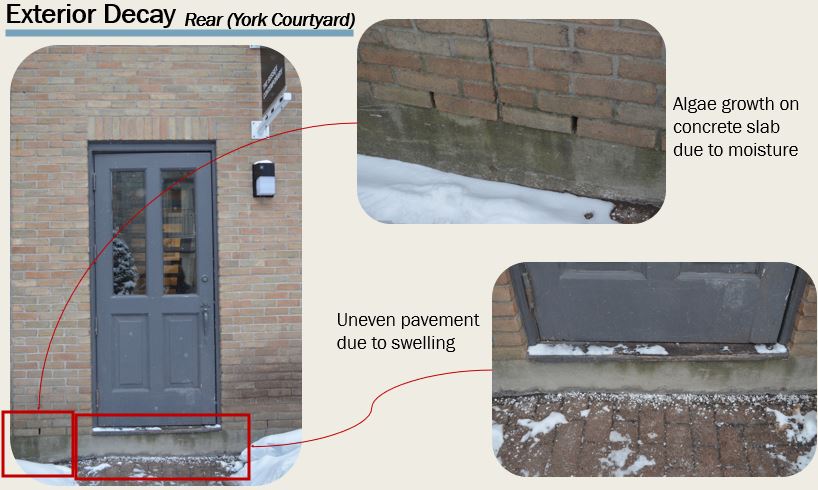 Exterior Decay Rear (York Courtyard)
Algae growth on
concrete slab
due to moisture
Uneven pavement
due to swelling